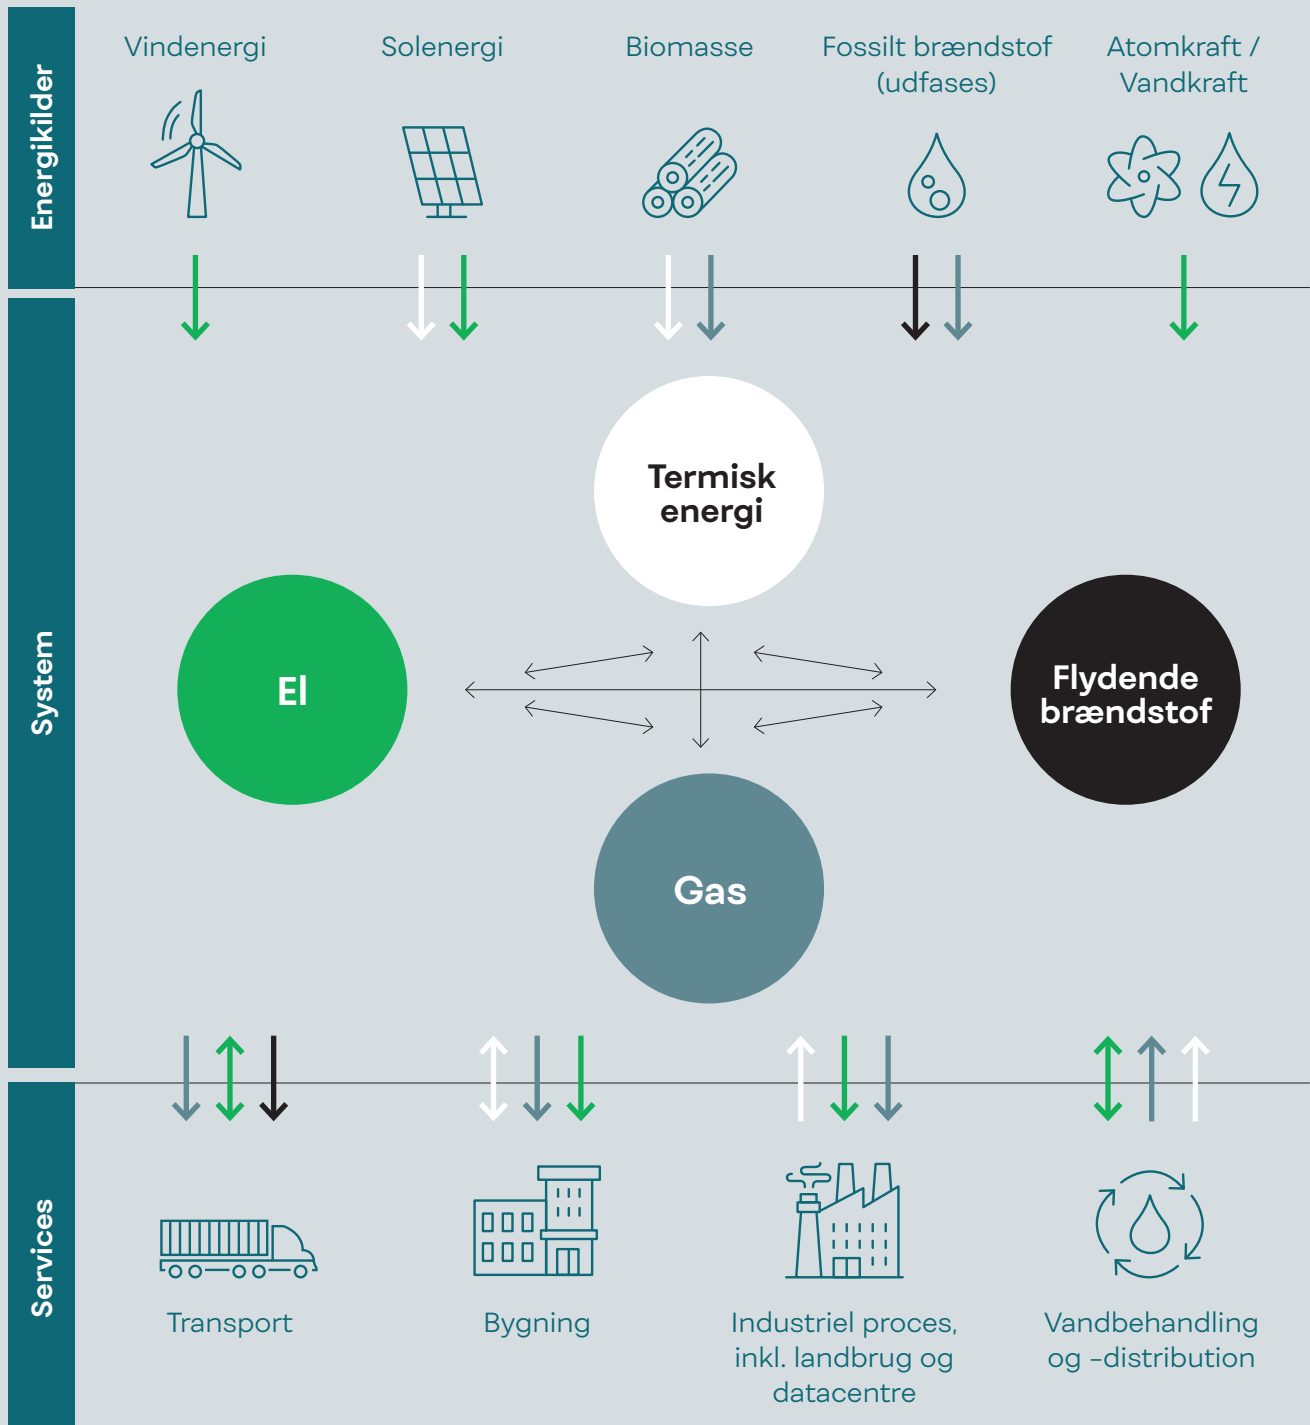 Energikilder
Vindenergi
Solenergi
Biomasse
Fossilt brændstof
(udfases)
Atomkraft /
Vandkraft
System
Termisk
energi
El
Flydende
brændstof
Gas
Services
Transport
Bygning
Industriel proces,
inkl. landbrug og
datacentre
Vandbehandling
og -distribution